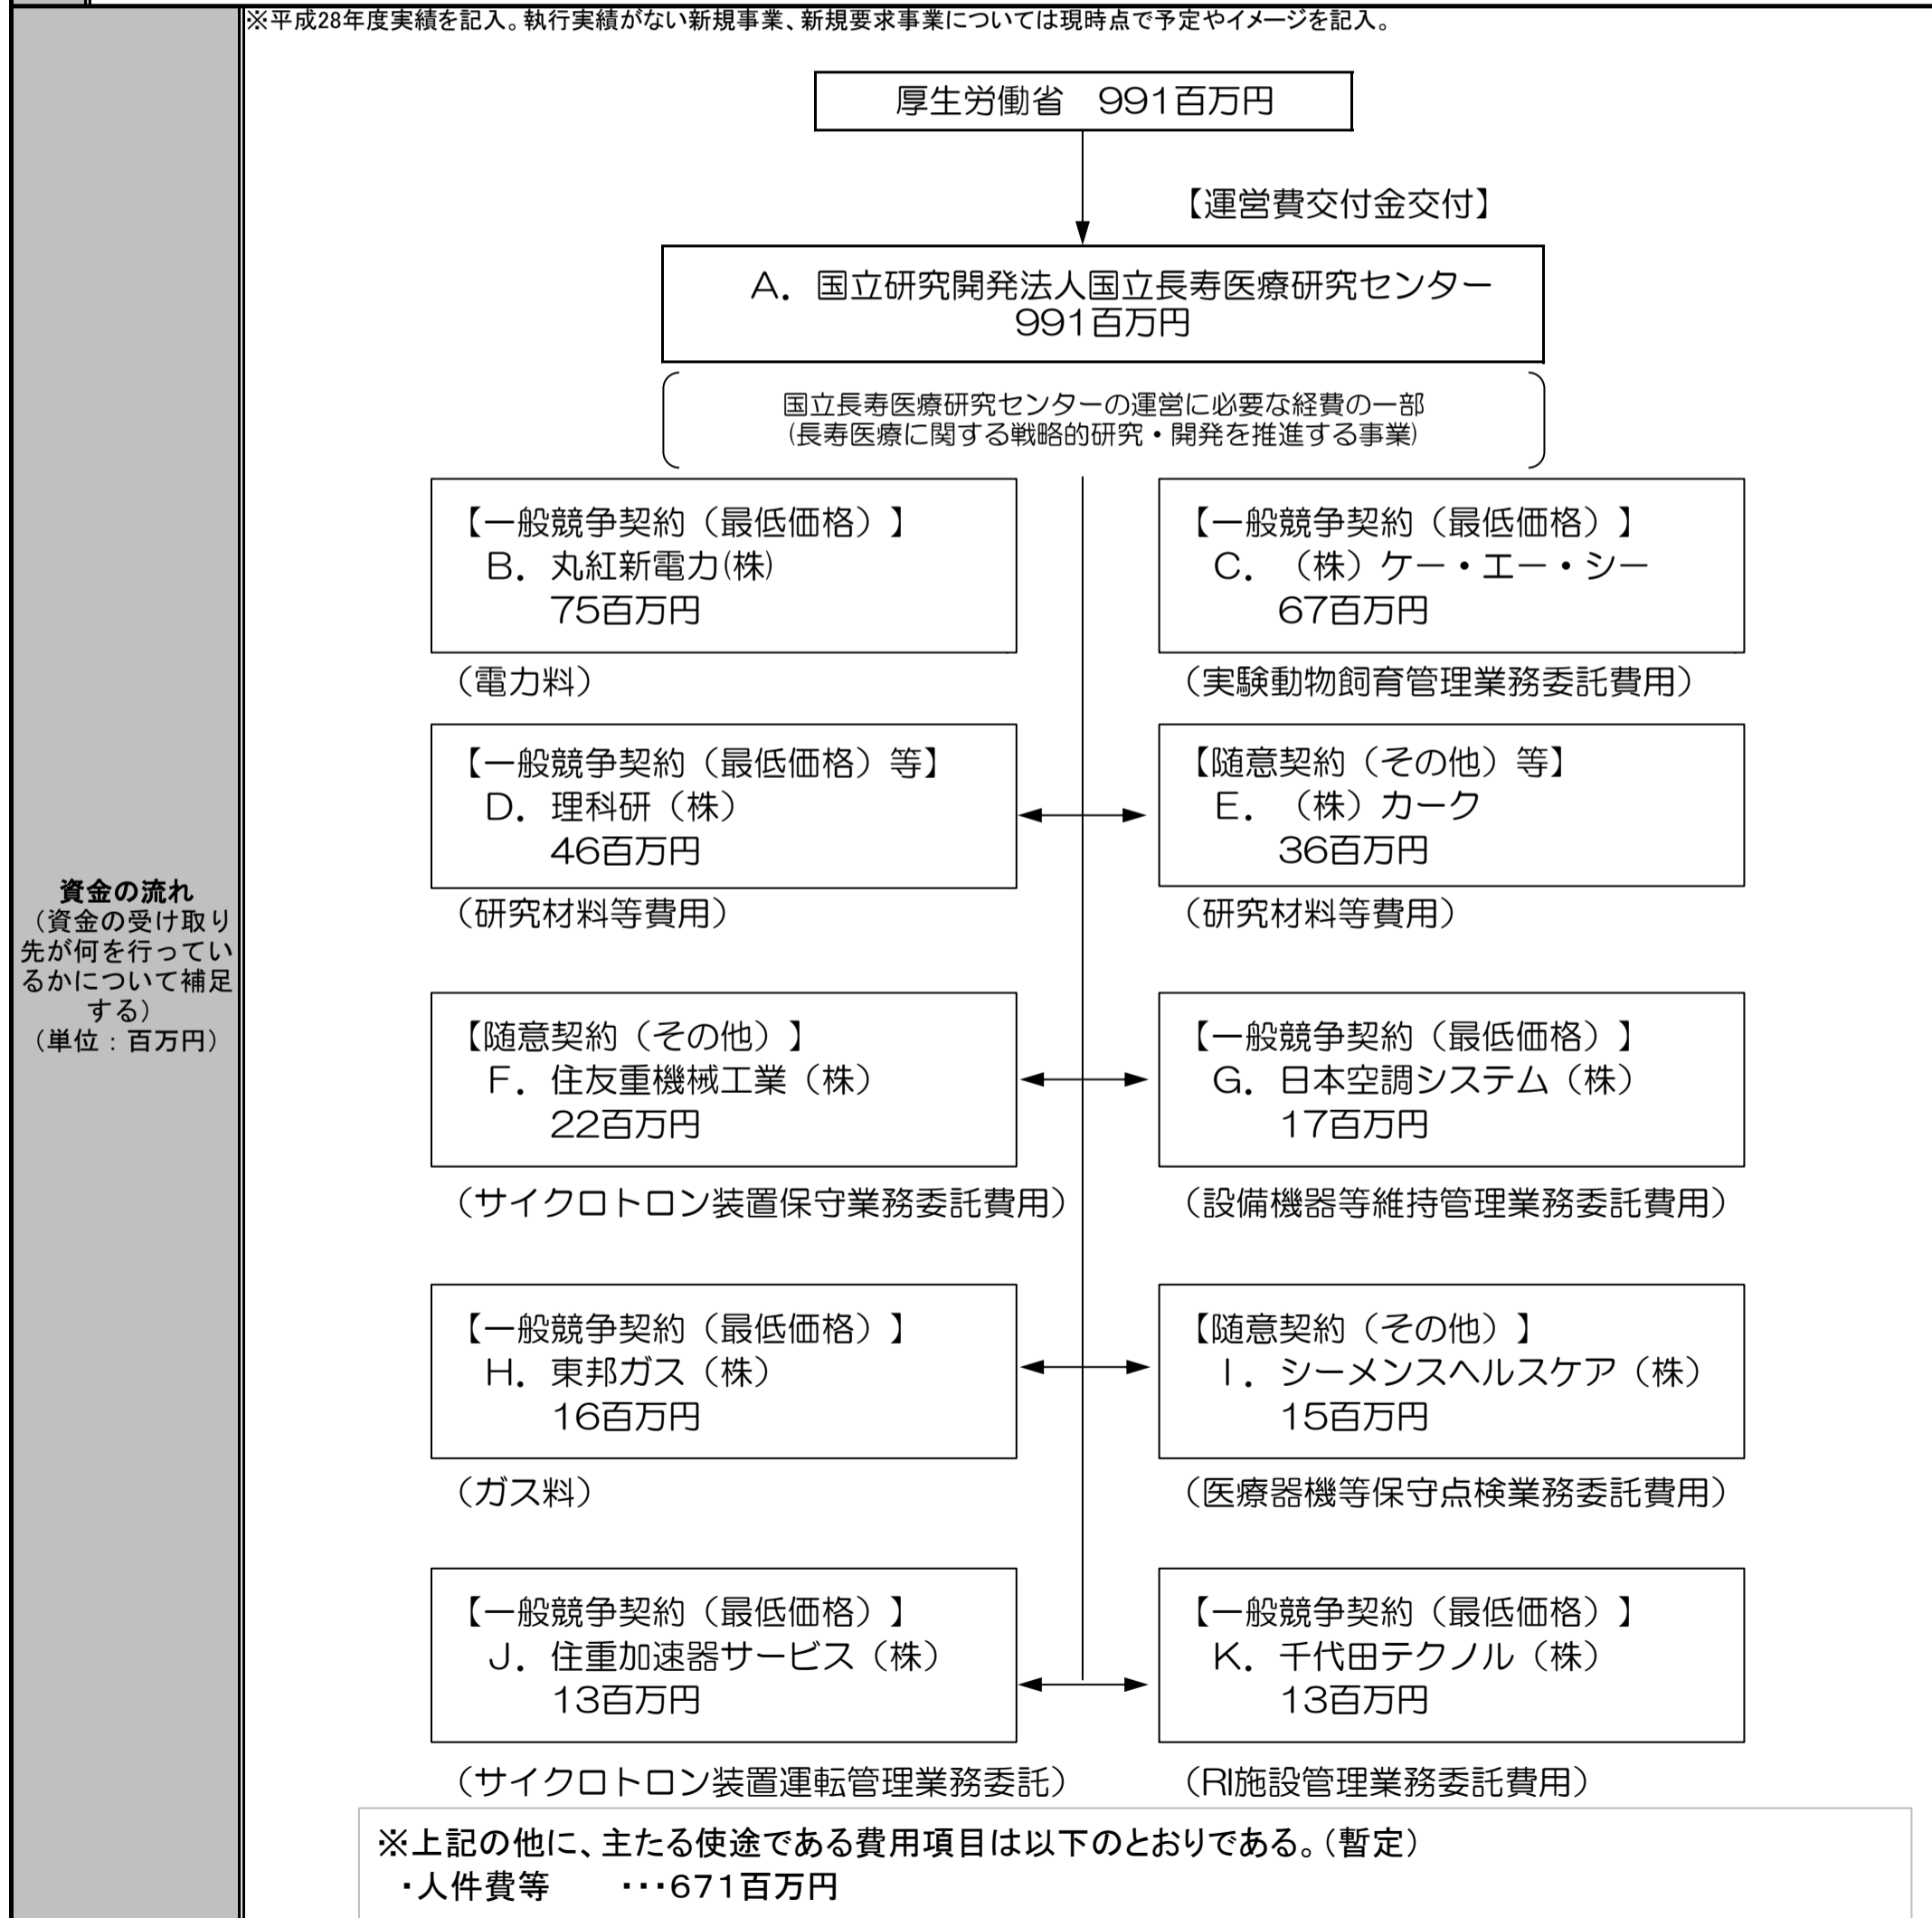 ※平成28年度実績を記入。執行実績がない新規事業、新規要求事業については現時点で予定やイメージを記入。
厚生労働省　991百万円
【運営費交付金交付】
A．国立研究開発法人国立長寿医療研究センター
991百万円
国立長寿医療研究センターの運営に必要な経費の一部
(長寿医療に関する戦略的研究・開発を推進する事業)
【一般競争契約（最低価格）】
B．丸紅新電力(株)
75百万円
（電力料）
【一般競争契約（最低価格）】
C．（株）ケー・エー・シー
67百万円
（実験動物飼育管理業務委託費用）
【一般競争契約（最低価格）等】
D．理科研（株）
46百万円
（研究材料等費用）
【随意契約（その他）等】
E．（株）カーク
36百万円
（研究材料等費用）
資金の流れ
（資金の受け取り
先が何を行ってい
るかについて補足
する）
（単位：百万円）
【随意契約（その他）】
F．住友重機械工業（株）
22百万円
（サイクロトロン装置保守業務委託費用）
【一般競争契約（最低価格）】
G．日本空調システム（株）
17百万円
（設備機器等維持管理業務委託費用）
【一般競争契約（最低価格）】
H．東邦ガス（株）
16百万円
（ガス料）
【随意契約（その他）】
I．シーメンスヘルスケア（株）
15百万円
（医療器機等保守点検業務委託費用）
【一般競争契約（最低価格）】
J．住重加速器サービス（株）
13百万円
（サイクロトロン装置運転管理業務委託）
【一般競争契約（最低価格）】
K．千代田テクノル（株）
13百万円
（RI施設管理業務委託費用）
※上記の他に、主たる使途である費用項目は以下のとおりである。（暫定）
・人件費等　　・・・671百万円